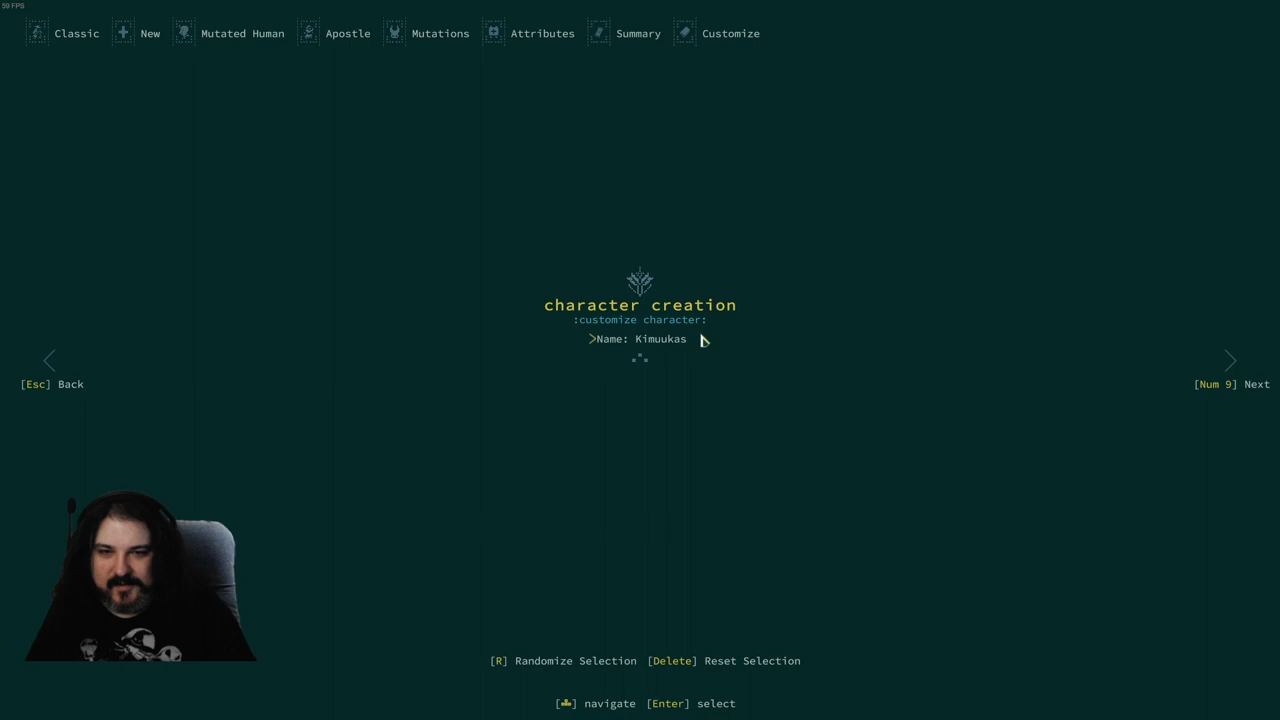 59 FPS
Classic New Mutated Human Apostle Mutations Attributes Summary Customize
character creation
:customize character:
>Name: Kimuukas
[Esc] Back
[Num 9] Next
[R] Randomize Selection [Delete] Reset Selection
navigate [Enter] select